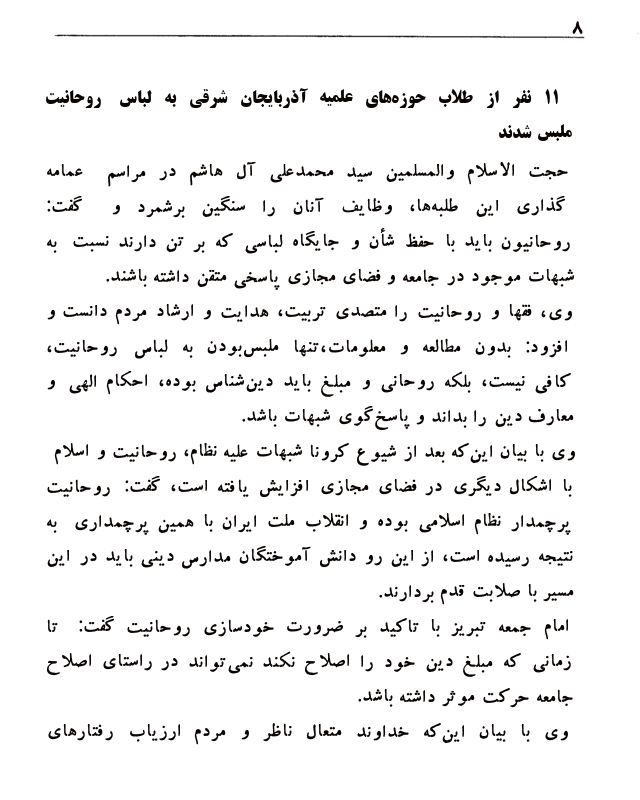 ۸
۱۱ نفر از طلاب حوزه‌های علمیه آذربایجان شرقی به لباس روحانیت
ملبس شدند
حجت الاسلام والمسلمین سید محمدعلی آل هاشم در مراسم عمامه
گذاری این طلبه‌ها، وظایف آنان را سنگین برشمرد و گفت:
روحانیون باید با حفظ شأن و جایگاه لباسی که بر تن دارند نسبت به
شبهات موجود در جامعه و فضای مجازی پاسخی متقن داشته باشند.
وی، فقها و روحانیت را متصدی تربیت، هدایت و ارشاد مردم دانست و
افزود: بدون مطالعه و معلومات،تنها ملبس‌بودن به لباس روحانیت،
کافی نیست، بلکه روحانی و مبلغ باید دین‌شناس بوده، احکام الهی و
معارف دین را بداند و پاسخ‌گوی شبهات باشد.
وی با بیان این‌که بعد از شیوع کرونا شبهات علیه نظام، روحانیت و اسلام
با اشکال دیگری در فضای مجازی افزایش یافته است، گفت: روحانیت
پرچمدار نظام اسلامی بوده و انقلاب ملت ایران با همین پرچمداری به
نتیجه رسیده است، از این رو دانش آموختگان مدارس دینی باید در این
مسیر با صلابت قدم بردارند.
امام جمعه تبریز با تاکید بر ضرورت خودسازی روحانیت گفت: تا
زمانی که مبلغ دین خود را اصلاح نکند نمی‌تواند در راستای اصلاح
جامعه حرکت موثر داشته باشد.
وی با بیان این‌که خداوند متعال ناظر و مردم ارزیاب رفتارهای